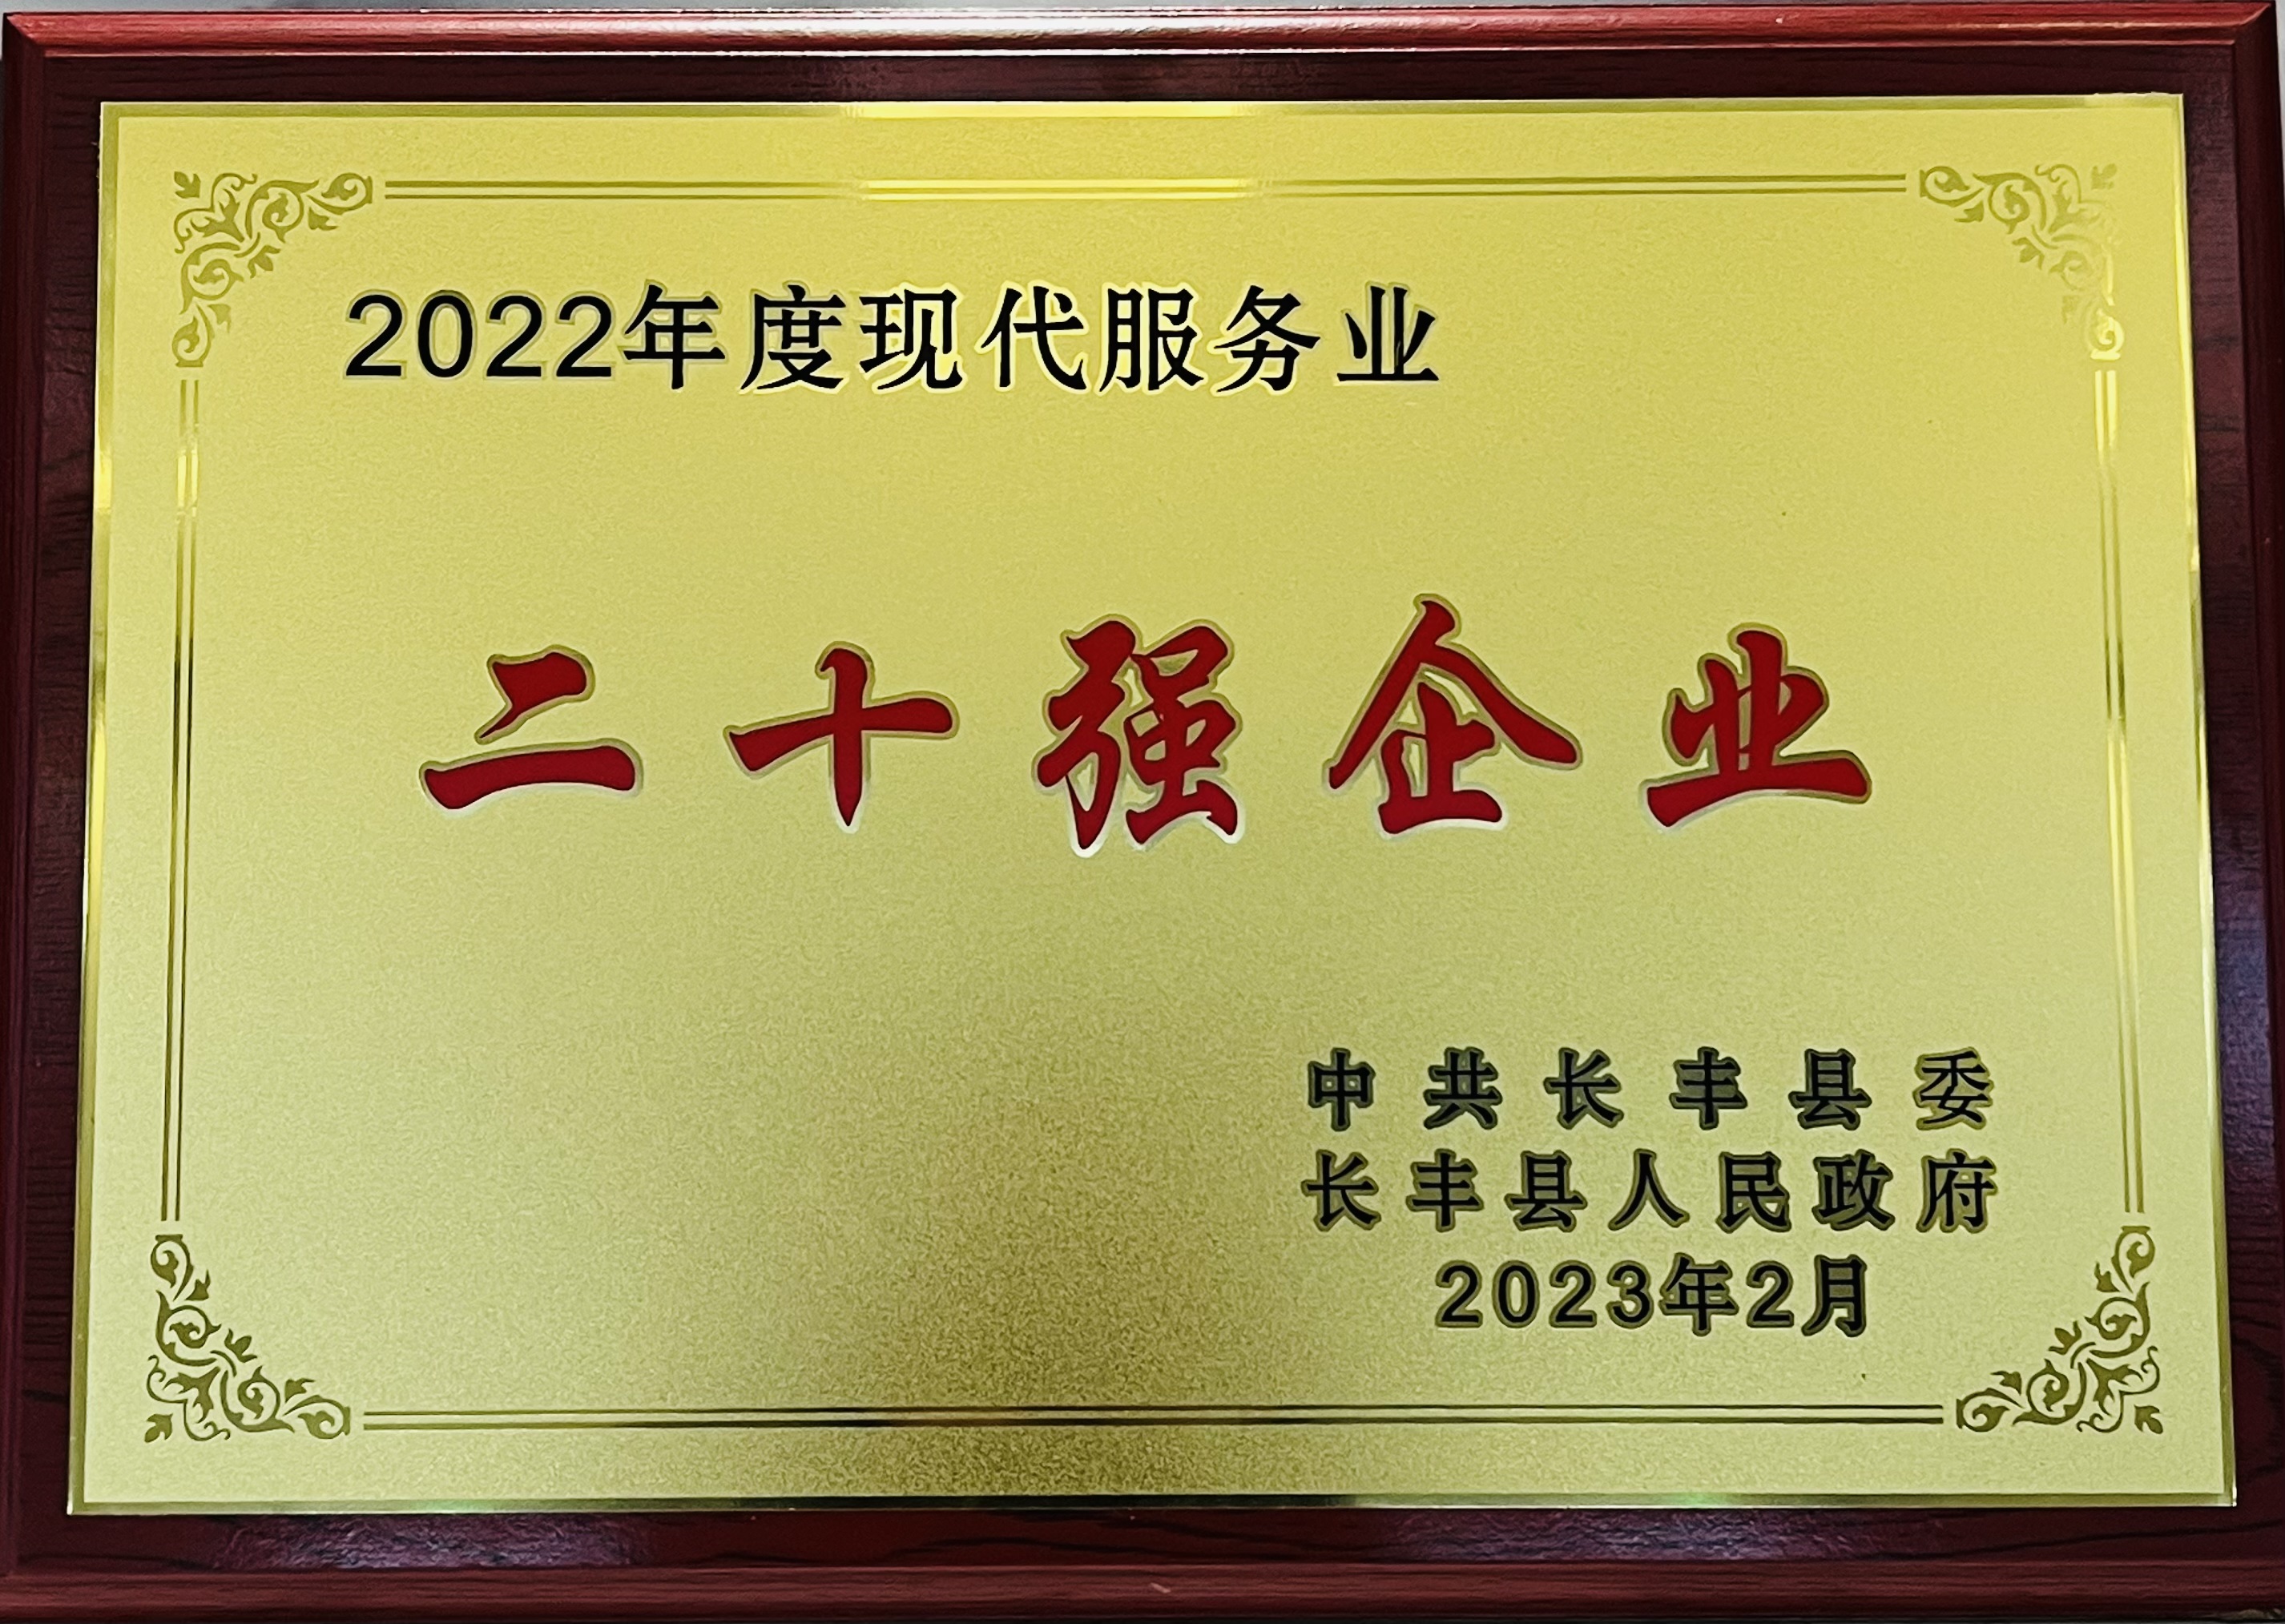 2022年度现代服务业
二十强企业
中共长丰县委
长丰县人民政府
2023年2月